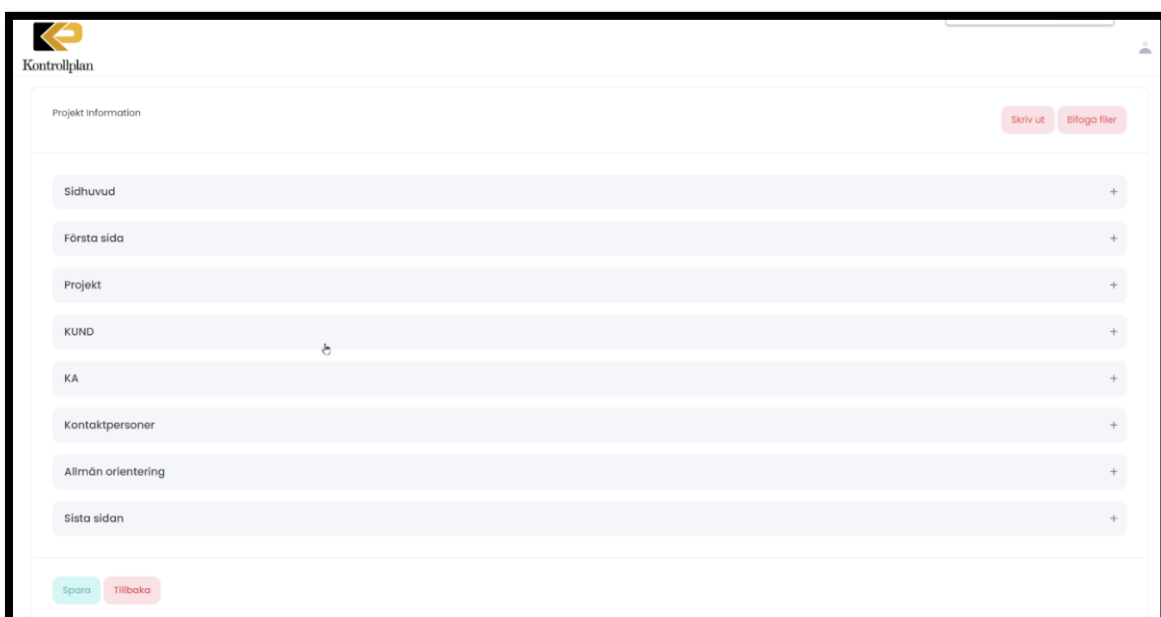 Kontrollplan
Projekt Information
Skriv ut Bifoga filer
Sidhuvud +
Första sida +
Projekt +
KUND +
KA +
Kontaktpersoner +
Allmän orientering +
Sista sidan +
Spara Tillbaka